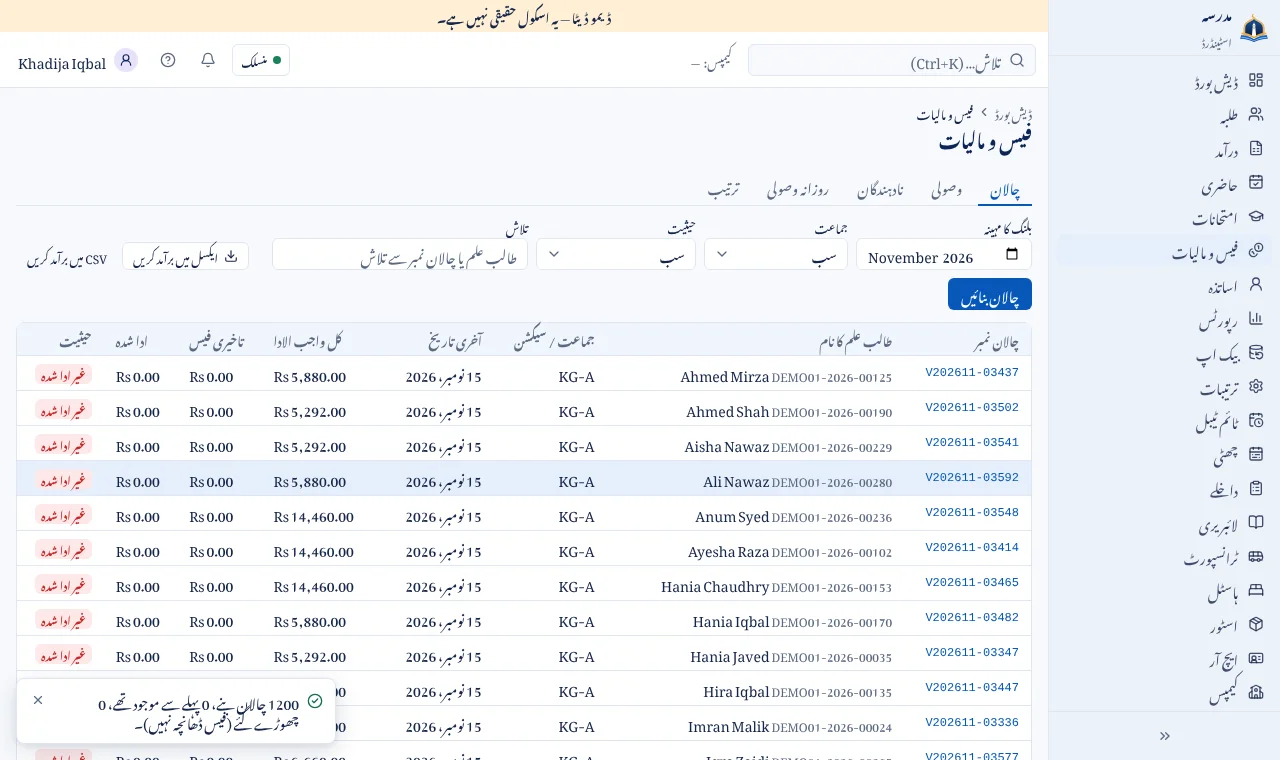 ڈیمو ڈیٹا — یہ اسکول حقیقی نہیں ہے۔
مدرسہ
اسٹینڈرڈ
ڈیش بورڈ
طلبہ
درآمد
حاضری
امتحانات
فیس و مالیات
اساتذہ
رپورٹس
بیک اپ
ترتیبات
ٹائم ٹیبل
چھٹی
داخلے
لائبریری
ٹرانسپورٹ
ہاسٹل
اسٹور
ایچ آر
کیمپس
تلاش... (Ctrl+K)
کیمپس: —
منسلک
Khadija Iqbal
ڈیش بورڈ › فیس و مالیات
فیس و مالیات
چالان وصولی نادہندگان روزانہ وصولی ترتیب
بلنگ کا مہینہ جماعت حیثیت تلاش
November 2026 سب سب طالب علم یا چالان نمبر سے تلاش ایکسل میں برآمد کریں CSV میں برآمد کریں
چالان بنائیں
چالان نمبر طالب علم کا نام جماعت / سیکشن آخری تاریخ کل واجب الادا تاخیری فیس ادا شدہ حیثیت
V202611-03437 Ahmed Mirza DEMO01-2026-00125 KG-A 15 نومبر، 2026 Rs 5,880.00 Rs 0.00 Rs 0.00 غیر ادا شدہ
V202611-03502 Ahmed Shah DEMO01-2026-00190 KG-A 15 نومبر، 2026 Rs 5,292.00 Rs 0.00 Rs 0.00 غیر ادا شدہ
V202611-03541 Aisha Nawaz DEMO01-2026-00229 KG-A 15 نومبر، 2026 Rs 5,292.00 Rs 0.00 Rs 0.00 غیر ادا شدہ
V202611-03592 Ali Nawaz DEMO01-2026-00280 KG-A 15 نومبر، 2026 Rs 5,880.00 Rs 0.00 Rs 0.00 غیر ادا شدہ
V202611-03548 Anum Syed DEMO01-2026-00236 KG-A 15 نومبر، 2026 Rs 14,460.00 Rs 0.00 Rs 0.00 غیر ادا شدہ
V202611-03414 Ayesha Raza DEMO01-2026-00102 KG-A 15 نومبر، 2026 Rs 14,460.00 Rs 0.00 Rs 0.00 غیر ادا شدہ
V202611-03465 Hania Chaudhry DEMO01-2026-00153 KG-A 15 نومبر، 2026 Rs 14,460.00 Rs 0.00 Rs 0.00 غیر ادا شدہ
V202611-03482 Hania Iqbal DEMO01-2026-00170 KG-A 15 نومبر، 2026 Rs 5,880.00 Rs 0.00 Rs 0.00 غیر ادا شدہ
V202611-03347 Hania Javed DEMO01-2026-00035 KG-A 15 نومبر، 2026 Rs 5,292.00 Rs 0.00 Rs 0.00 غیر ادا شدہ
V202611-03447 Hira Iqbal DEMO01-2026-00135 KG-A 15 نومبر، 2026
V202611-03336 Imran Malik DEMO01-2026-00024 KG-A 15 نومبر، 2026
V202611-03577
1200 چالان بنے، 0 پہلے سے موجود تھے، 0
چھوڑے گئے (فیس ڈھانچہ نہیں)۔